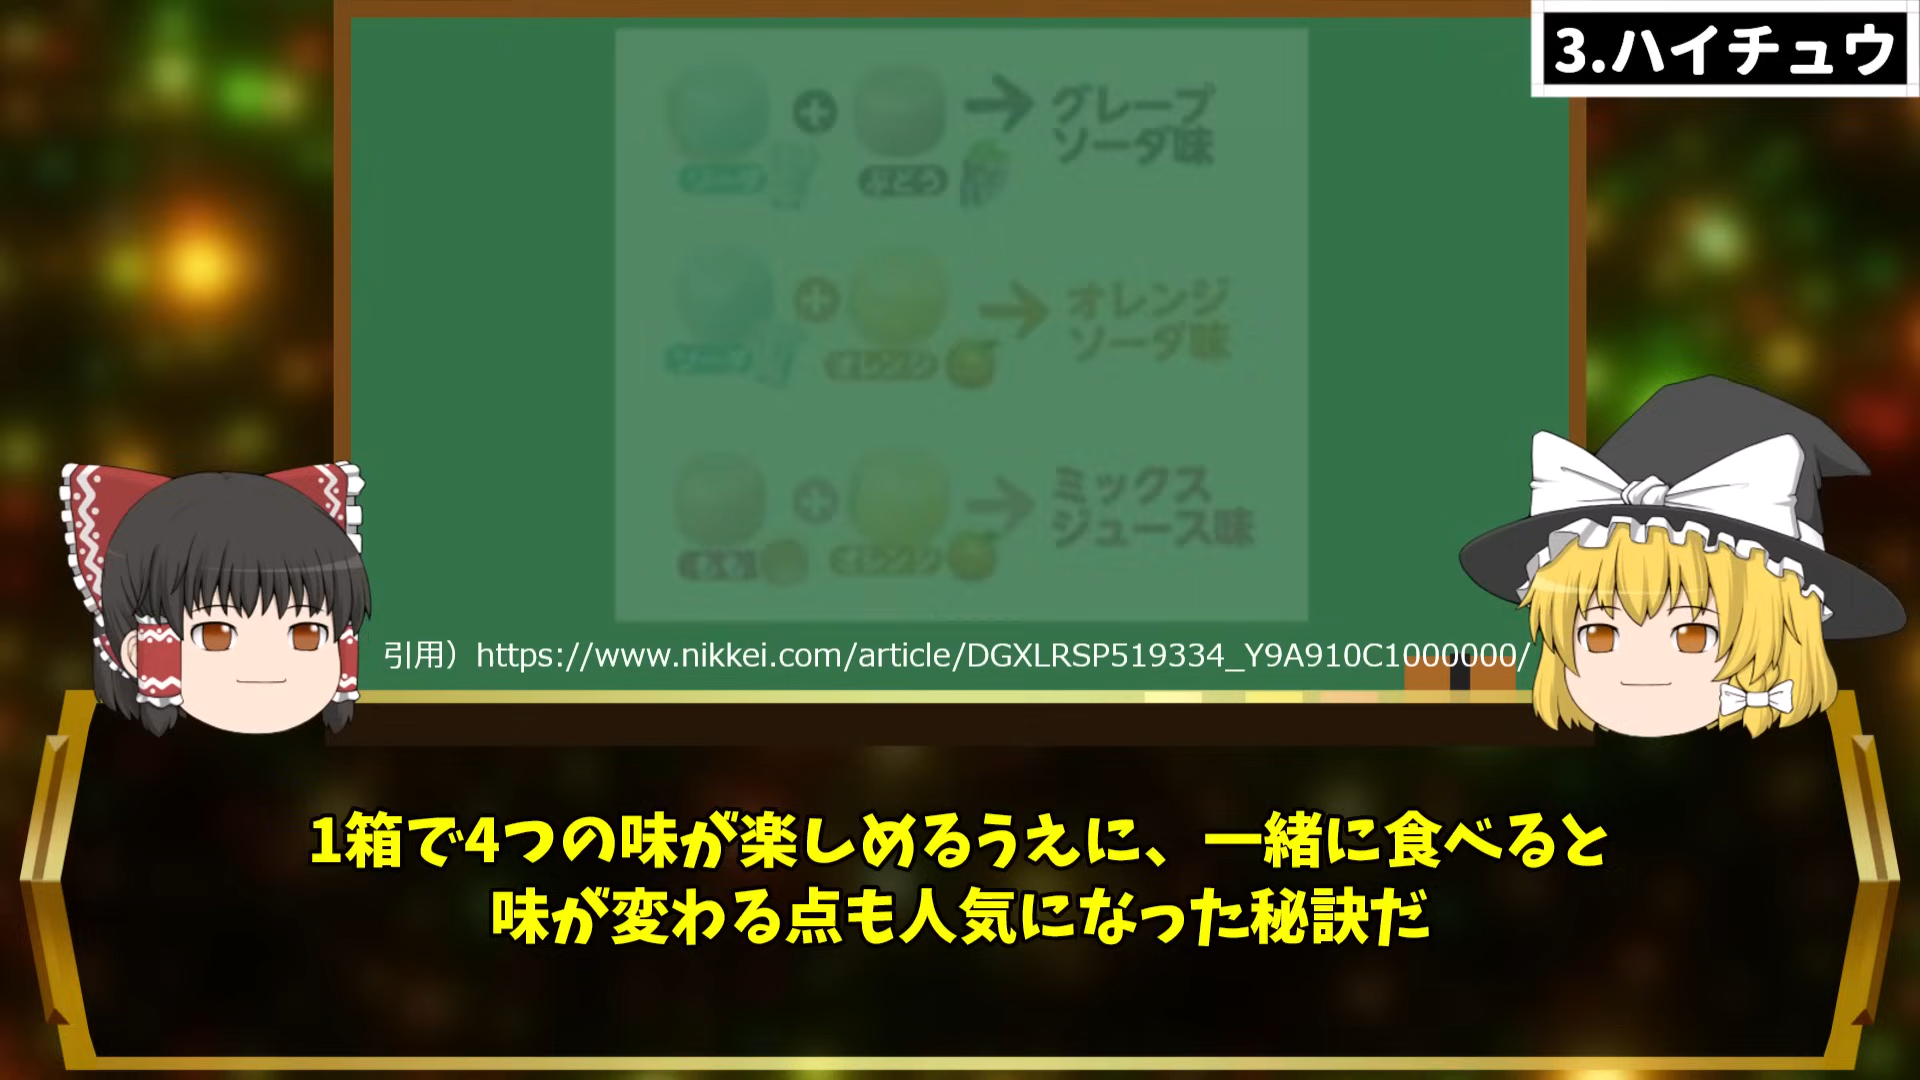 3.ハイチュウ
グレープ
ソーダ味
ぶどう
オレンジ
ソーダ味
ミックス
ジュース味
引用）https://www.nikkei.com/article/DGXLRSP519334_Y9A910C1000000/
1箱で4つの味が楽しめるうえに、一緒に食べると
味が変わる点も人気になった秘訣だ